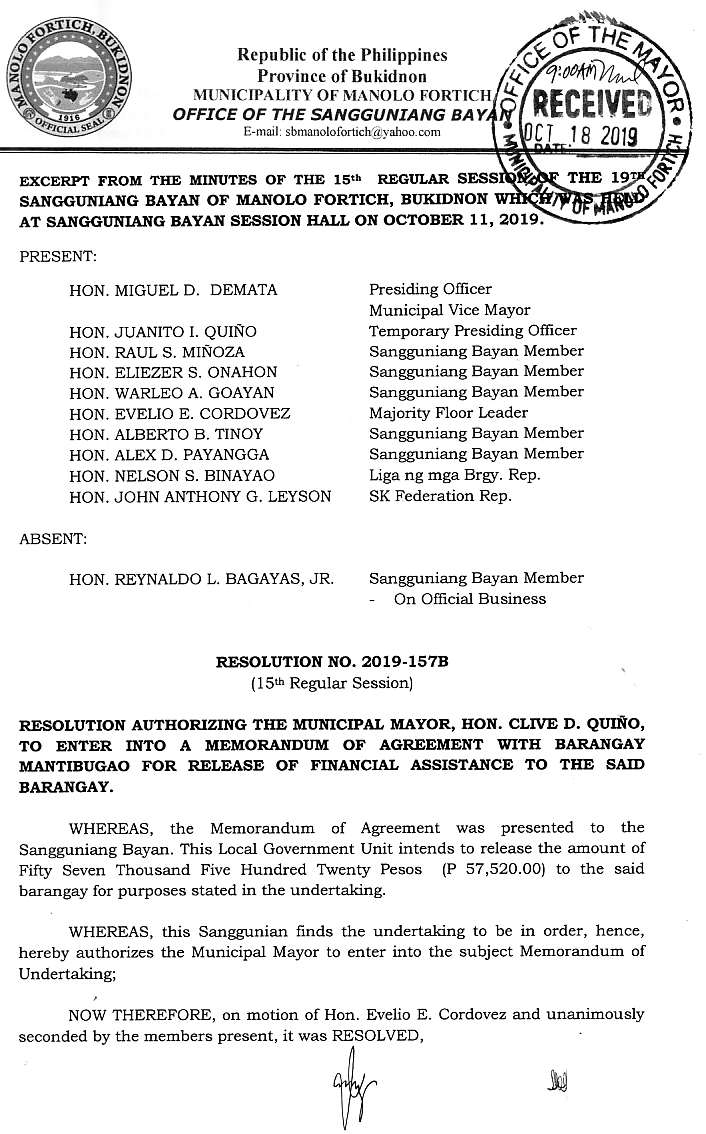 MANOLO FORTICH, BUKIDNON
1916
OFFICIAL SEAL
Republic of the Philippines
Province of Bukidnon
MUNICIPALITY OF MANOLO FORTICH
OFFICE OF THE SANGGUNIANG BAYAN
E-mail: sbmanolofortich@yahoo.com
OFFICE OF THE MAYOR
9:00AM
RECEIVED
OCT 18 2019
DATE:
MUNICIPALITY OF MANOLO FORTICH
EXCERPT FROM THE MINUTES OF THE 15th REGULAR SESSION OF THE 19TH
SANGGUNIANG BAYAN OF MANOLO FORTICH, BUKIDNON WHICH WAS HELD
AT SANGGUNIANG BAYAN SESSION HALL ON OCTOBER 11, 2019.
PRESENT:
HON. MIGUEL D. DEMATA Presiding Officer
Municipal Vice Mayor
HON. JUANITO I. QUIÑO Temporary Presiding Officer
HON. RAUL S. MIÑOZA Sangguniang Bayan Member
HON. ELIEZER S. ONAHON Sangguniang Bayan Member
HON. WARLEO A. GOAYAN Sangguniang Bayan Member
HON. EVELIO E. CORDOVEZ Majority Floor Leader
HON. ALBERTO B. TINOY Sangguniang Bayan Member
HON. ALEX D. PAYANGGA Sangguniang Bayan Member
HON. NELSON S. BINAYAO Liga ng mga Brgy. Rep.
HON. JOHN ANTHONY G. LEYSON SK Federation Rep.
ABSENT:
HON. REYNALDO L. BAGAYAS, JR. Sangguniang Bayan Member
- On Official Business
RESOLUTION NO. 2019-157B
(15th Regular Session)
RESOLUTION AUTHORIZING THE MUNICIPAL MAYOR, HON. CLIVE D. QUIÑO,
TO ENTER INTO A MEMORANDUM OF AGREEMENT WITH BARANGAY
MANTIBUGAO FOR RELEASE OF FINANCIAL ASSISTANCE TO THE SAID
BARANGAY.
WHEREAS, the Memorandum of Agreement was presented to the
Sangguniang Bayan. This Local Government Unit intends to release the amount of
Fifty Seven Thousand Five Hundred Twenty Pesos (P 57,520.00) to the said
barangay for purposes stated in the undertaking.
WHEREAS, this Sanggunian finds the undertaking to be in order, hence,
hereby authorizes the Municipal Mayor to enter into the subject Memorandum of
Undertaking;
NOW THEREFORE, on motion of Hon. Evelio E. Cordovez and unanimously
seconded by the members present, it was RESOLVED,